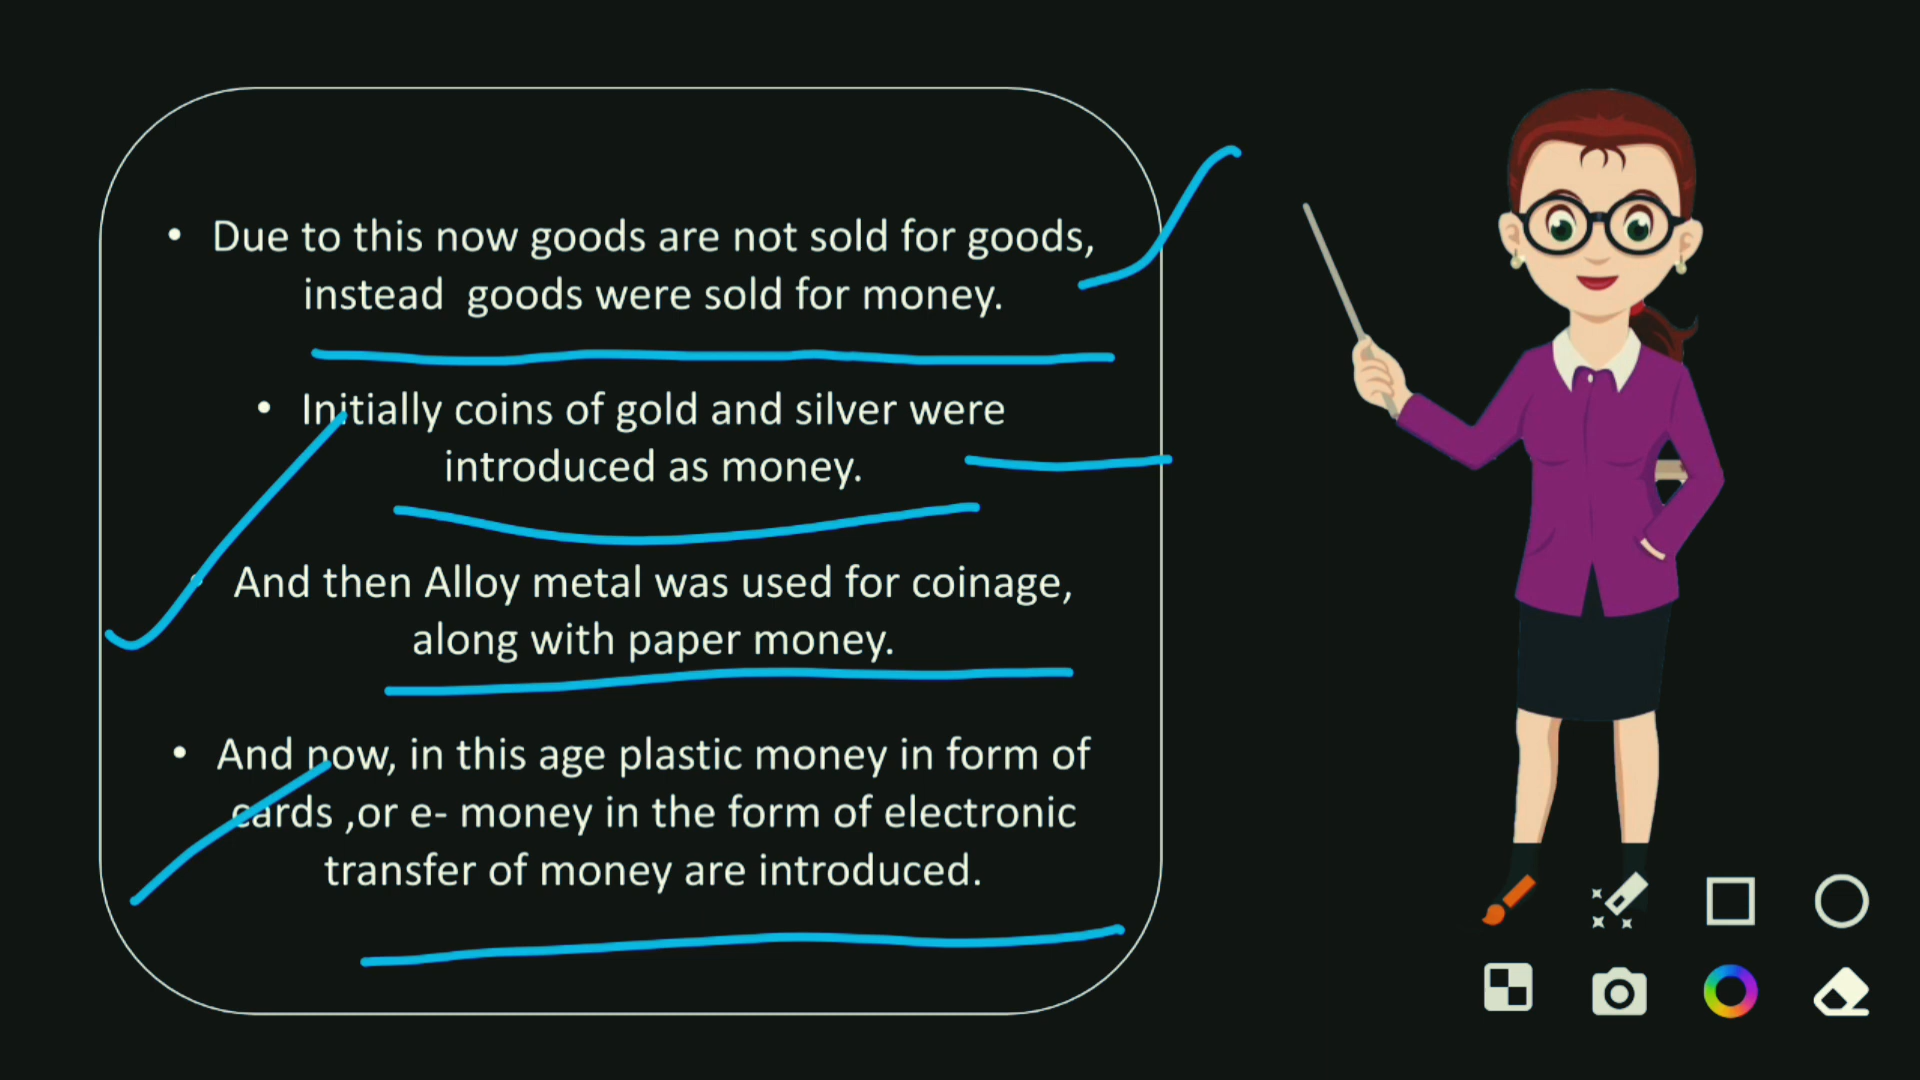 • Due to this now goods are not sold for goods,
instead goods were sold for money.
• Initially coins of gold and silver were
introduced as money.
• And then Alloy metal was used for coinage,
along with paper money.
• And now, in this age plastic money in form of
cards ,or e- money in the form of electronic
transfer of money are introduced.